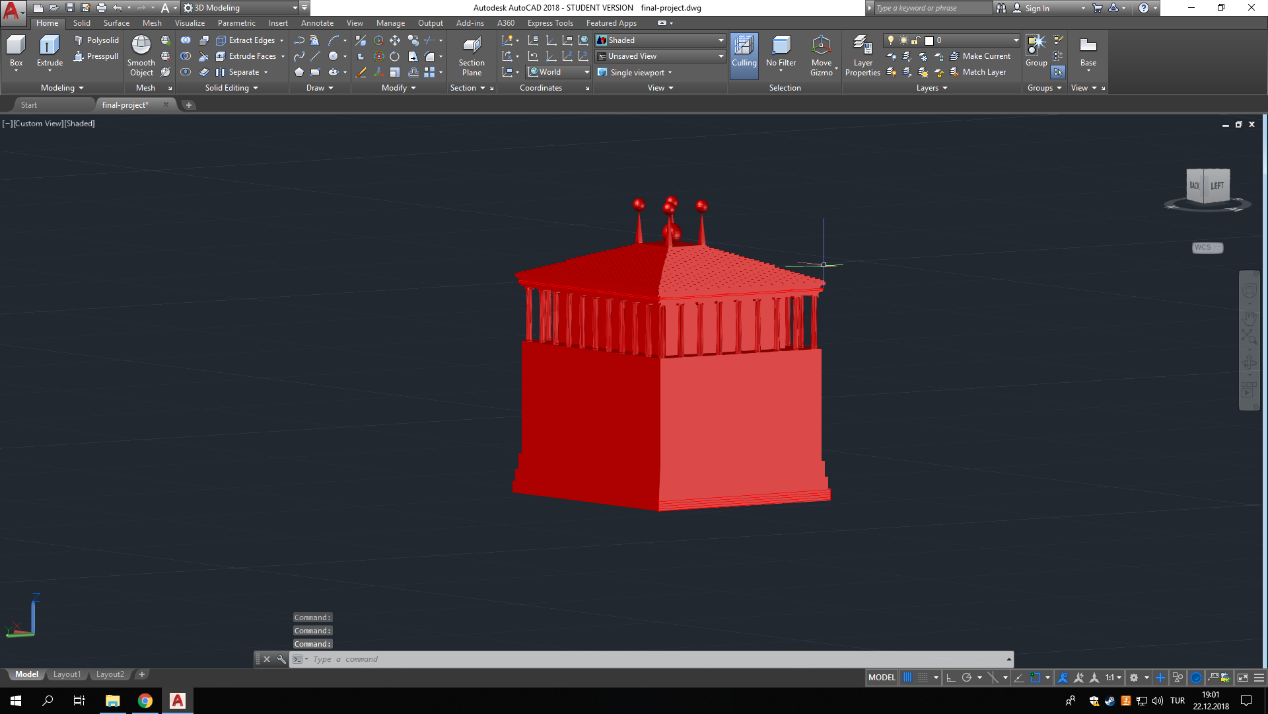 Autodesk AutoCAD 2018 - STUDENT VERSION final-project.dwg
3D Modeling
Type a keyword or phrase
Sign In
Home Solid Surface Mesh Visualize Parametric Insert Annotate View Manage Output Add-ins A360 Express Tools Featured Apps
Box
Extrude
Polysolid
Presspull
Smooth
Object
Extrude Edges
Extrude Faces
Separate
Section
Plane
World
Shaded
Unsaved View
Single viewport
Culling
No Filter
Move
Gizmo
Layer
Properties
0
Make Current
Match Layer
Group
Base
Modeling Mesh Solid Editing Draw Modify Section Coordinates View Selection Layers Groups View
Start final-project*
[−][Custom View][Shaded]
BACK LEFT
WCS
Z
X
Y
Command:
Command:
Command:
Type a command
Model Layout1 Layout2
MODEL 1:1
TUR
19:01
22.12.2018